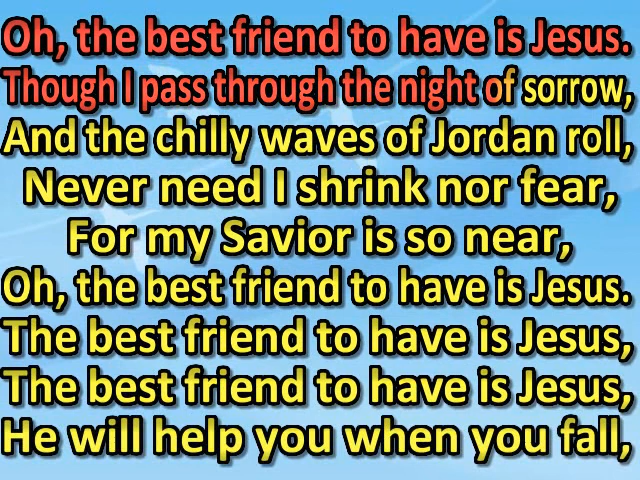 Oh, the best friend to have is Jesus.
Though I pass through the night of sorrow,
And the chilly waves of Jordan roll,
Never need I shrink nor fear,
For my Savior is so near,
Oh, the best friend to have is Jesus.
The best friend to have is Jesus,
The best friend to have is Jesus,
He will help you when you fall,